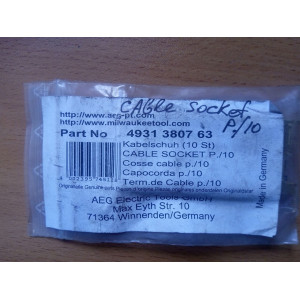 CABle Socket
P./10
http://www.aeg-pt.com
http://www.milwaukeetool.com
Part No 4931 3807 63
Kabelschuh (10 St)
CABLE SOCKET P./10
Cosse cable p./10
Capocorda p./10
Term.de Cable p./10
Made in Germany
AEG Electric Tools GmbH
Max Eyth Str. 10
71364 Winnenden/Germany